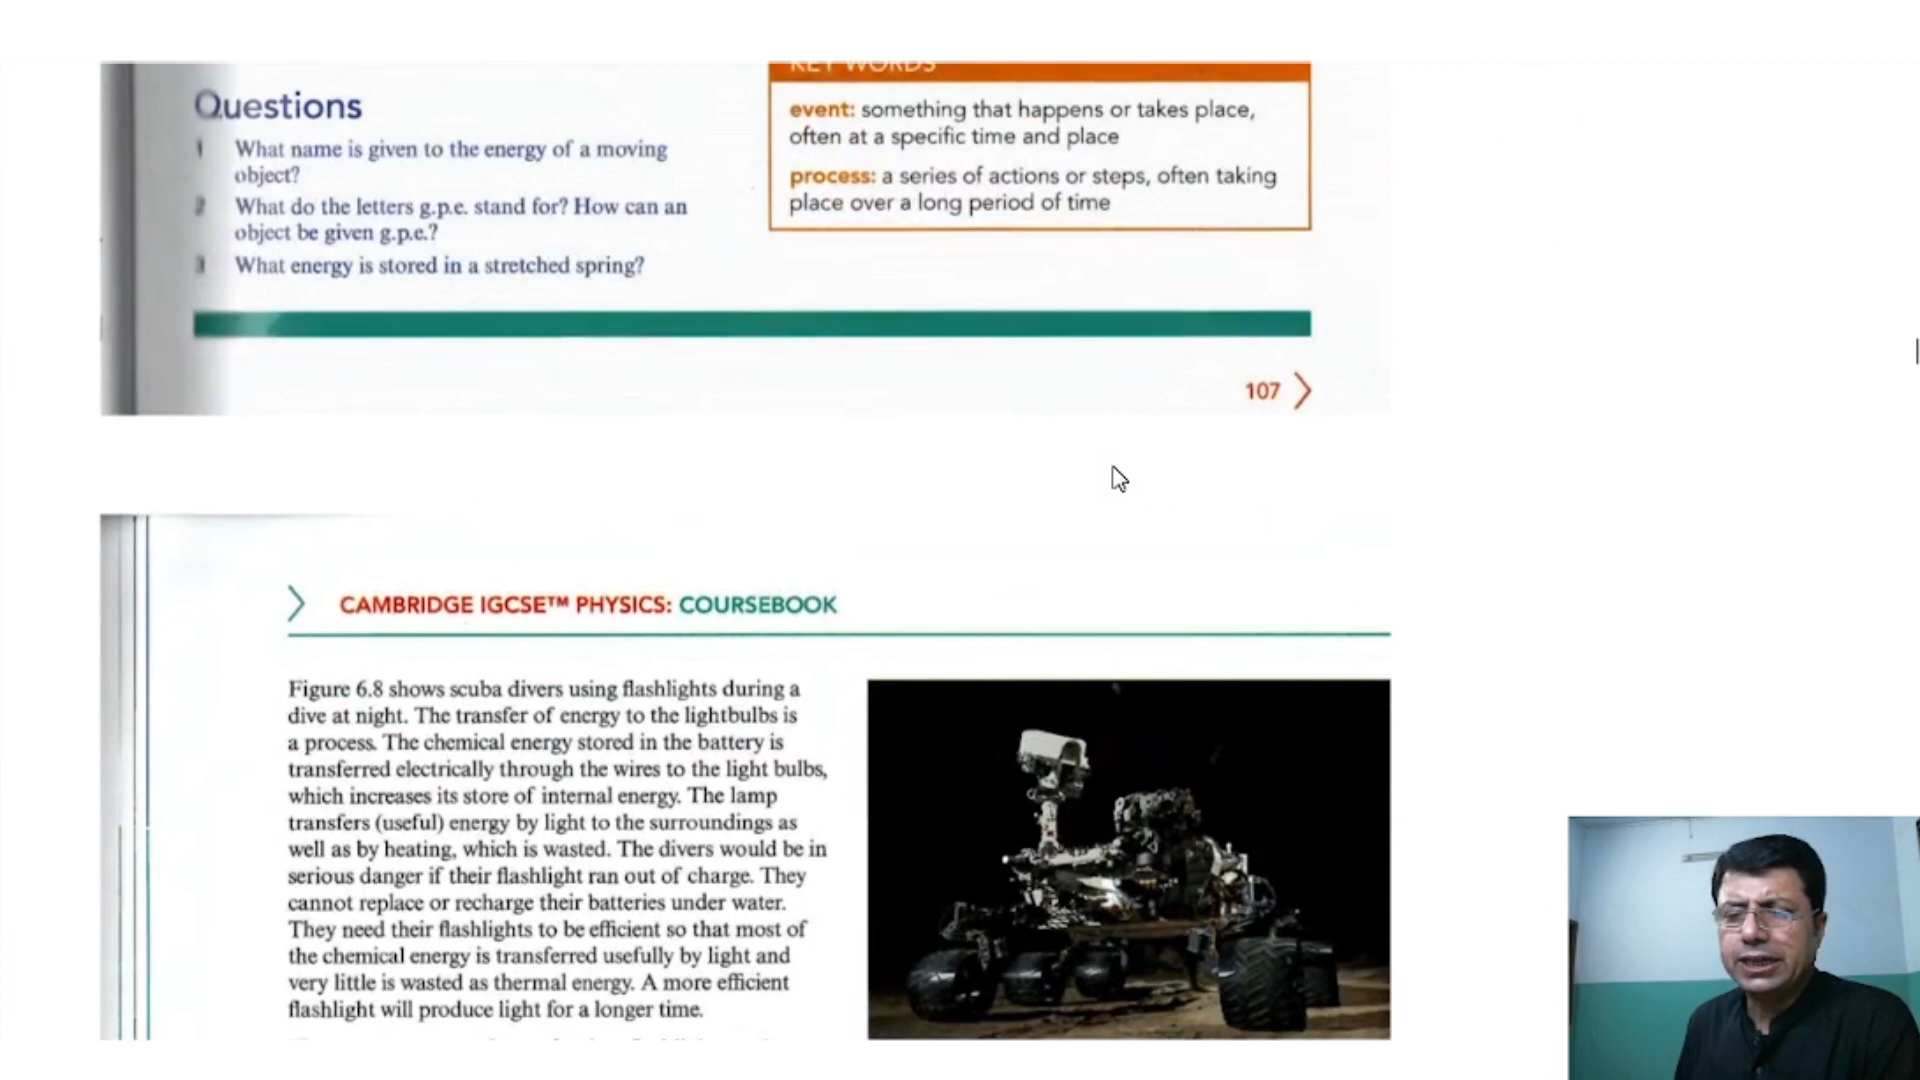 KEY WORDS
Questions
1 What name is given to the energy of a moving
object?
2 What do the letters g.p.e. stand for? How can an
object be given g.p.e.?
3 What energy is stored in a stretched spring?
event: something that happens or takes place,
often at a specific time and place
process: a series of actions or steps, often taking
place over a long period of time
107
CAMBRIDGE IGCSE™ PHYSICS: COURSEBOOK
Figure 6.8 shows scuba divers using flashlights during a
dive at night. The transfer of energy to the lightbulbs is
a process. The chemical energy stored in the battery is
transferred electrically through the wires to the light bulbs,
which increases its store of internal energy. The lamp
transfers (useful) energy by light to the surroundings as
well as by heating, which is wasted. The divers would be in
serious danger if their flashlight ran out of charge. They
cannot replace or recharge their batteries under water.
They need their flashlights to be efficient so that most of
the chemical energy is transferred usefully by light and
very little is wasted as thermal energy. A more efficient
flashlight will produce light for a longer time.